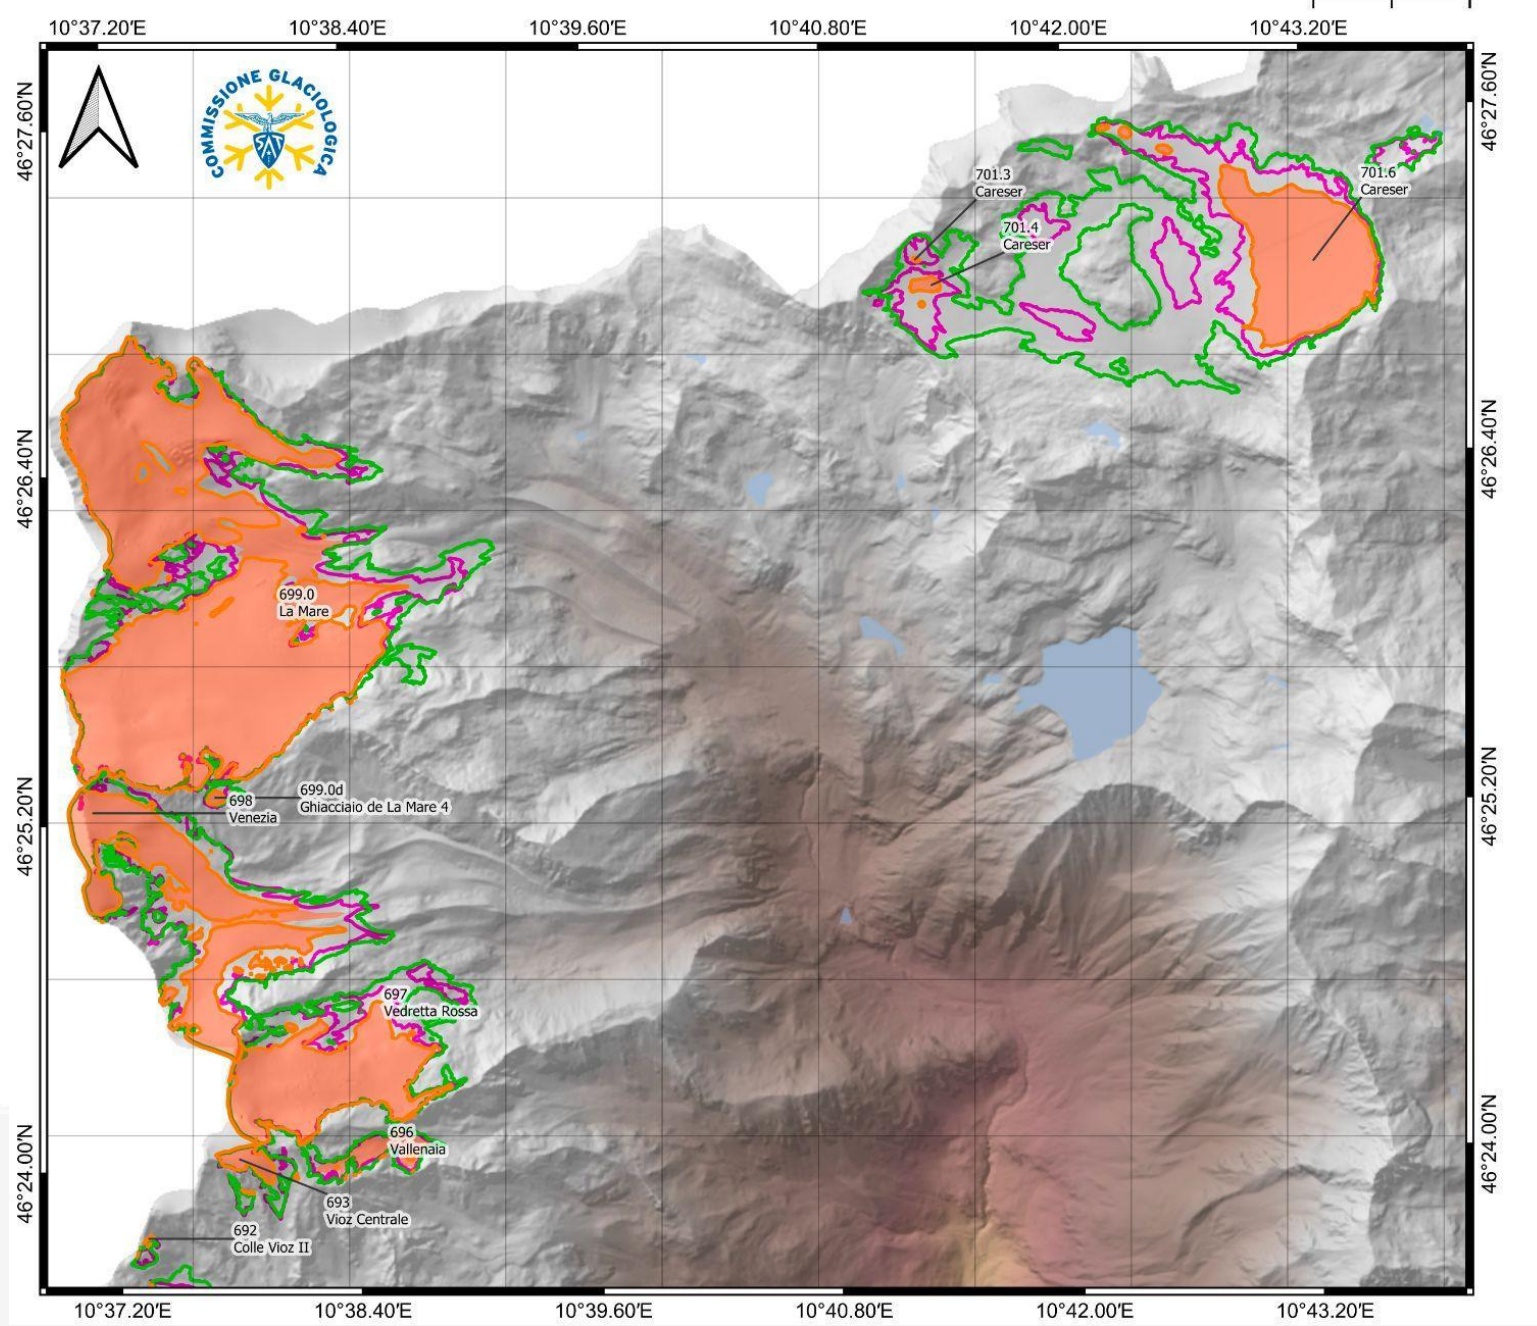 10°37.20'E 10°38.40'E 10°39.60'E 10°40.80'E 10°42.00'E 10°43.20'E
46°27.60'N
46°27.60'N
COMMISSIONE GLACIOLOGICA
SAT
701.3
Careser
701.6
Careser
701.4
Careser
46°26.40'N
46°26.40'N
699.0
La Mare
46°25.20'N
46°25.20'N
699.0d
Ghiacciaio de La Mare 4
698
Venezia
697
Vedretta Rossa
696
Vallenaia
46°24.00'N
46°24.00'N
693
Vioz Centrale
692
Colle Vioz II
10°37.20'E 10°38.40'E 10°39.60'E 10°40.80'E 10°42.00'E 10°43.20'E